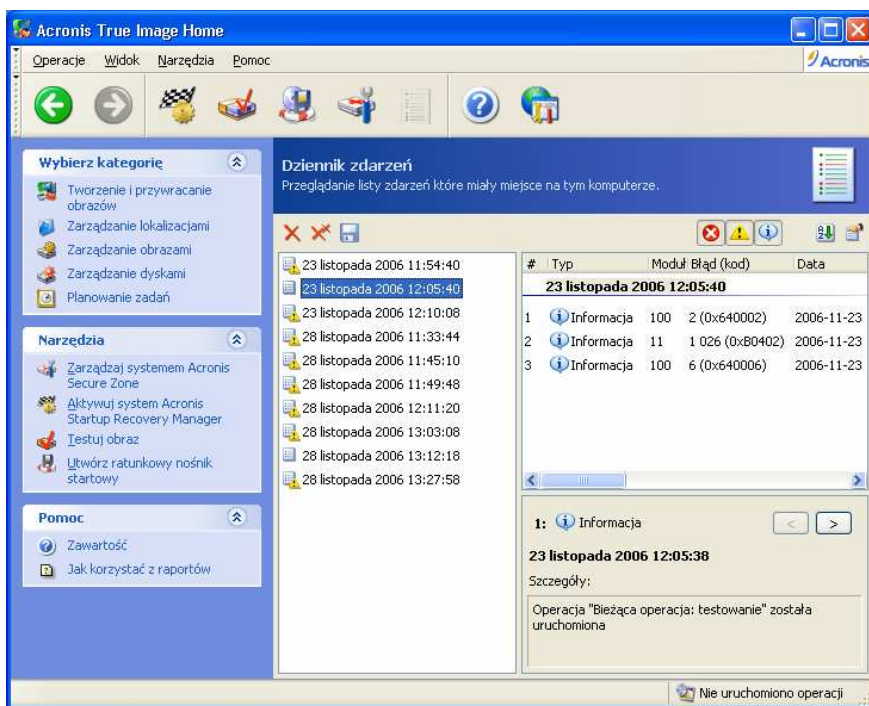 Acronis True Image Home
Operacje Widok Narzędzia Pomoc
Acronis
Wybierz kategorię
Tworzenie i przywracanie
obrazów
Zarządzanie lokalizacjami
Zarządzanie obrazami
Zarządzanie dyskami
Planowanie zadań
Narzędzia
Zarządzaj systemem Acronis
Secure Zone
Aktywuj system Acronis
Startup Recovery Manager
Testuj obraz
Utwórz ratunkowy nośnik
startowy
Pomoc
Zawartość
Jak korzystać z raportów
Dziennik zdarzeń
Przeglądanie listy zdarzeń które miały miejsce na tym komputerze.
23 listopada 2006 11:54:40
23 listopada 2006 12:05:40
23 listopada 2006 12:10:08
28 listopada 2006 11:33:44
28 listopada 2006 11:45:10
28 listopada 2006 11:49:48
28 listopada 2006 12:11:20
28 listopada 2006 13:03:08
28 listopada 2006 13:12:18
28 listopada 2006 13:27:58
# Typ Moduł Błąd (kod) Data
23 listopada 2006 12:05:40
1 Informacja 100 2 (0x640002) 2006-11-23
2 Informacja 11 1 026 (0xB0402) 2006-11-23
3 Informacja 100 6 (0x640006) 2006-11-23
1: Informacja < >
23 listopada 2006 12:05:38
Szczegóły:
Operacja "Bieżąca operacja: testowanie" została
uruchomiona
Nie uruchomiono operacji